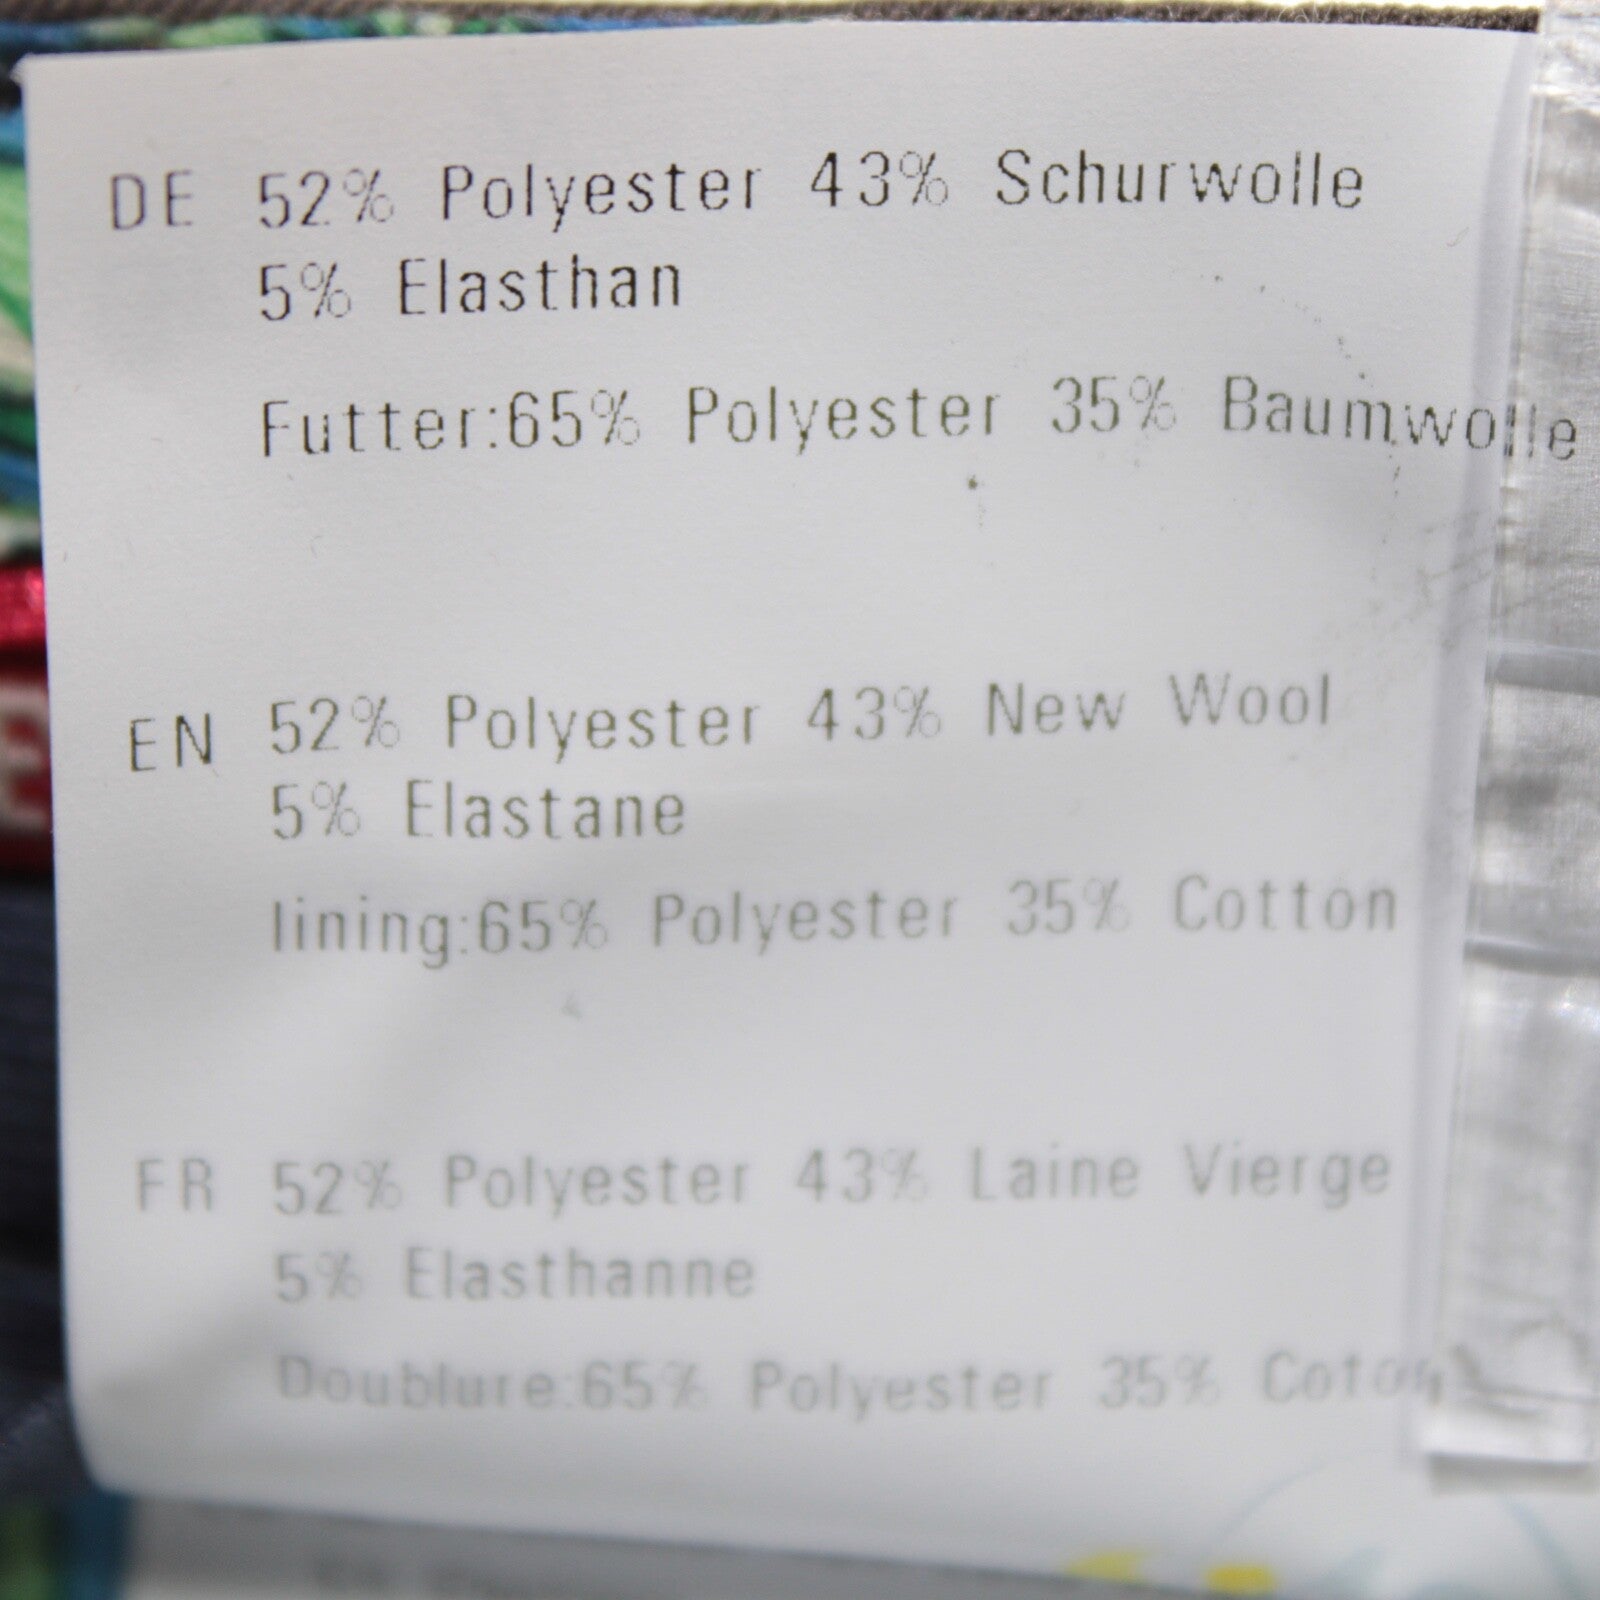 DE 52% Polyester 43% Schurwolle
5% Elasthan
Futter:65% Polyester 35% Baumwolle
EN 52% Polyester 43% New Wool
5% Elastane
lining:65% Polyester 35% Cotton
FR 52% Polyester 43% Laine Vierge
5% Elasthanne
Doublure:65% Polyester 35% Coton